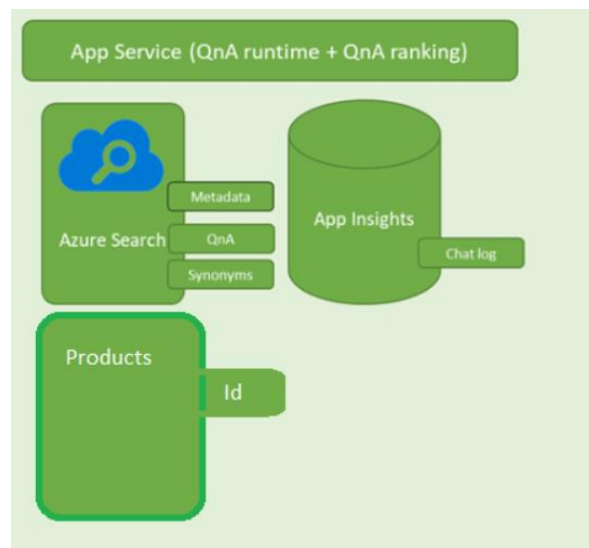 App Service (QnA runtime + QnA ranking)
Azure Search
Metadata
QnA
Synonyms
App Insights
Chat log
Products
Id